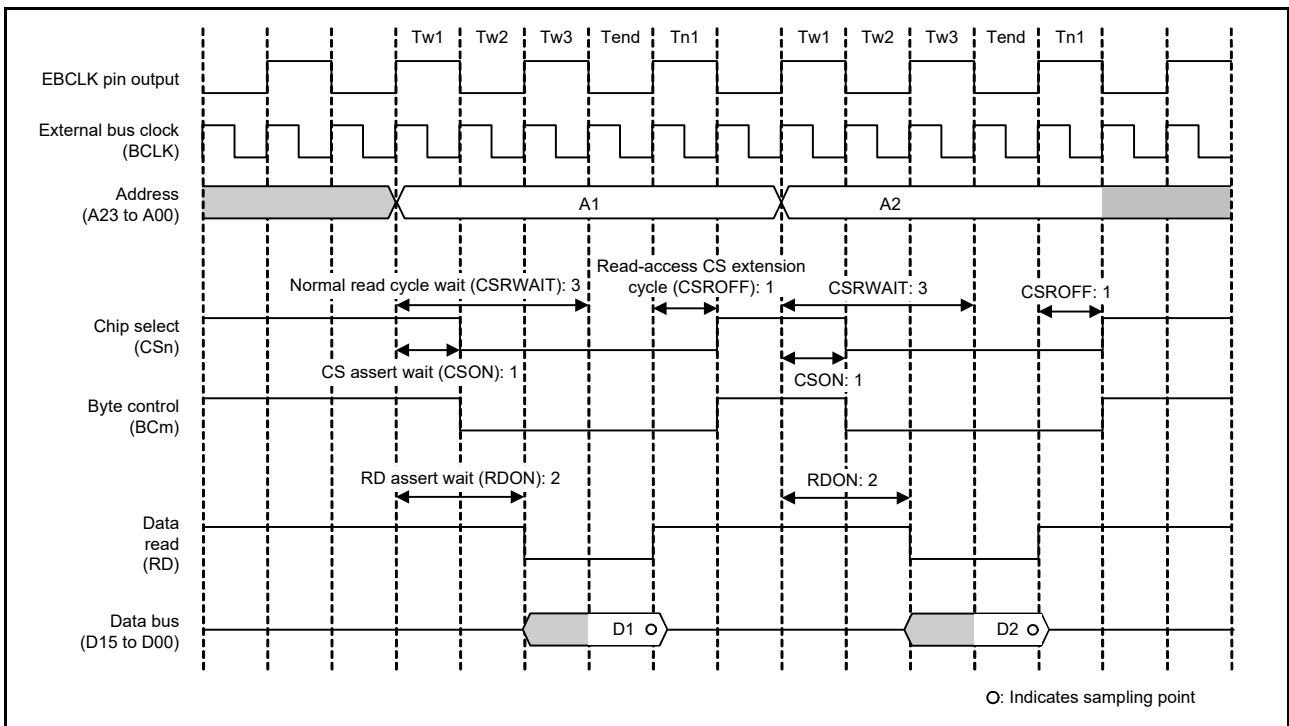 Tw1 Tw2 Tw3 Tend Tn1 Tw1 Tw2 Tw3 Tend Tn1
EBCLK pin output
External bus clock
(BCLK)
Address
(A23 to A00)
A1 A2
Read-access CS extension
cycle (CSROFF): 1
Normal read cycle wait (CSRWAIT): 3
CSRWAIT: 3
CSROFF: 1
Chip select
(CSn)
CS assert wait (CSON): 1
CSON: 1
Byte control
(BCm)
RD assert wait (RDON): 2
RDON: 2
Data
read
(RD)
Data bus
(D15 to D00)
D1 D2
O: Indicates sampling point